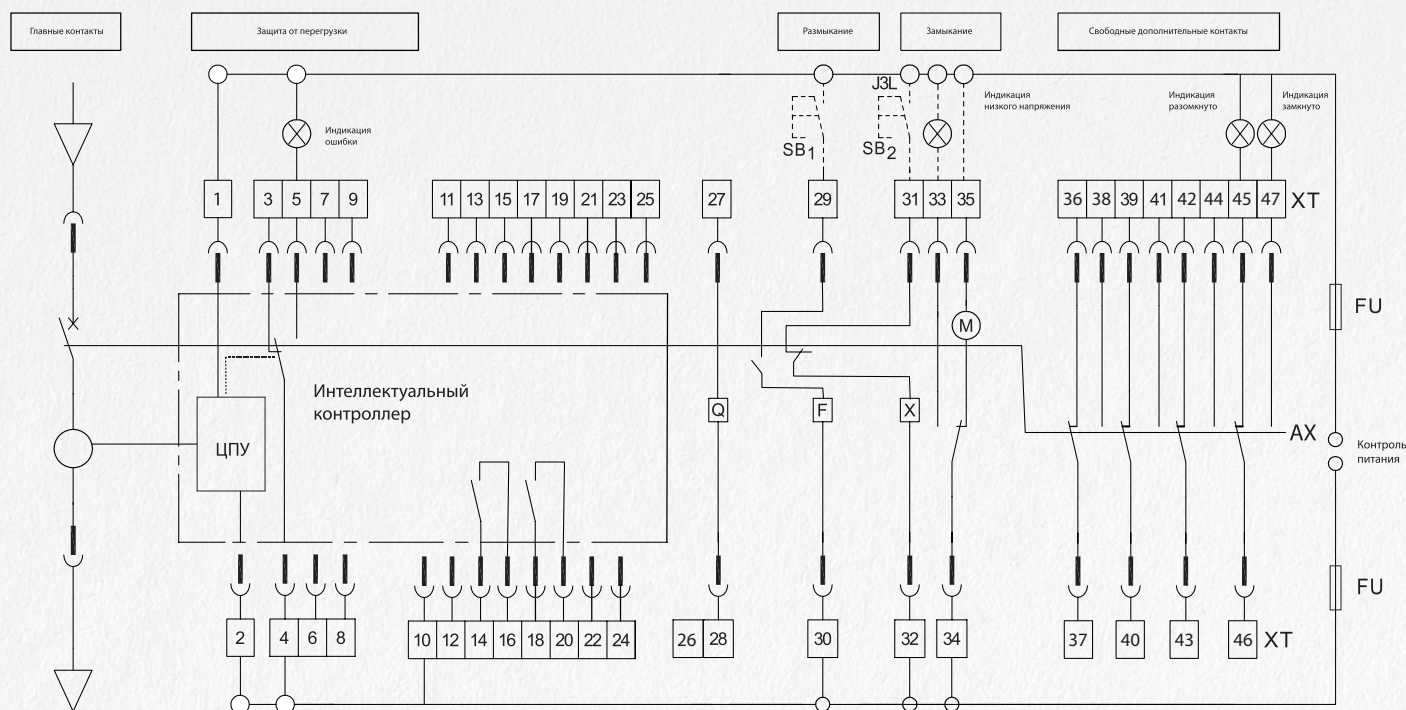 Главные контакты
Защита от перегрузки
Размыкание
Замыкание
Свободные дополнительные контакты
J3L
Индикация
низкого напряжения
Индикация
разомкнуто
Индикация
замкнуто
Индикация
ошибки
SB1
SB2
1 3 5 7 9 11 13 15 17 19 21 23 25 27 29 31 33 35 36 38 39 41 42 44 45 47 XT
FU
M
Интеллектуальный
контроллер
Q F X
AX
Контроль
питания
ЦПУ
FU
2 4 6 8 10 12 14 16 18 20 22 24 26 28 30 32 34 37 40 43 46 XT